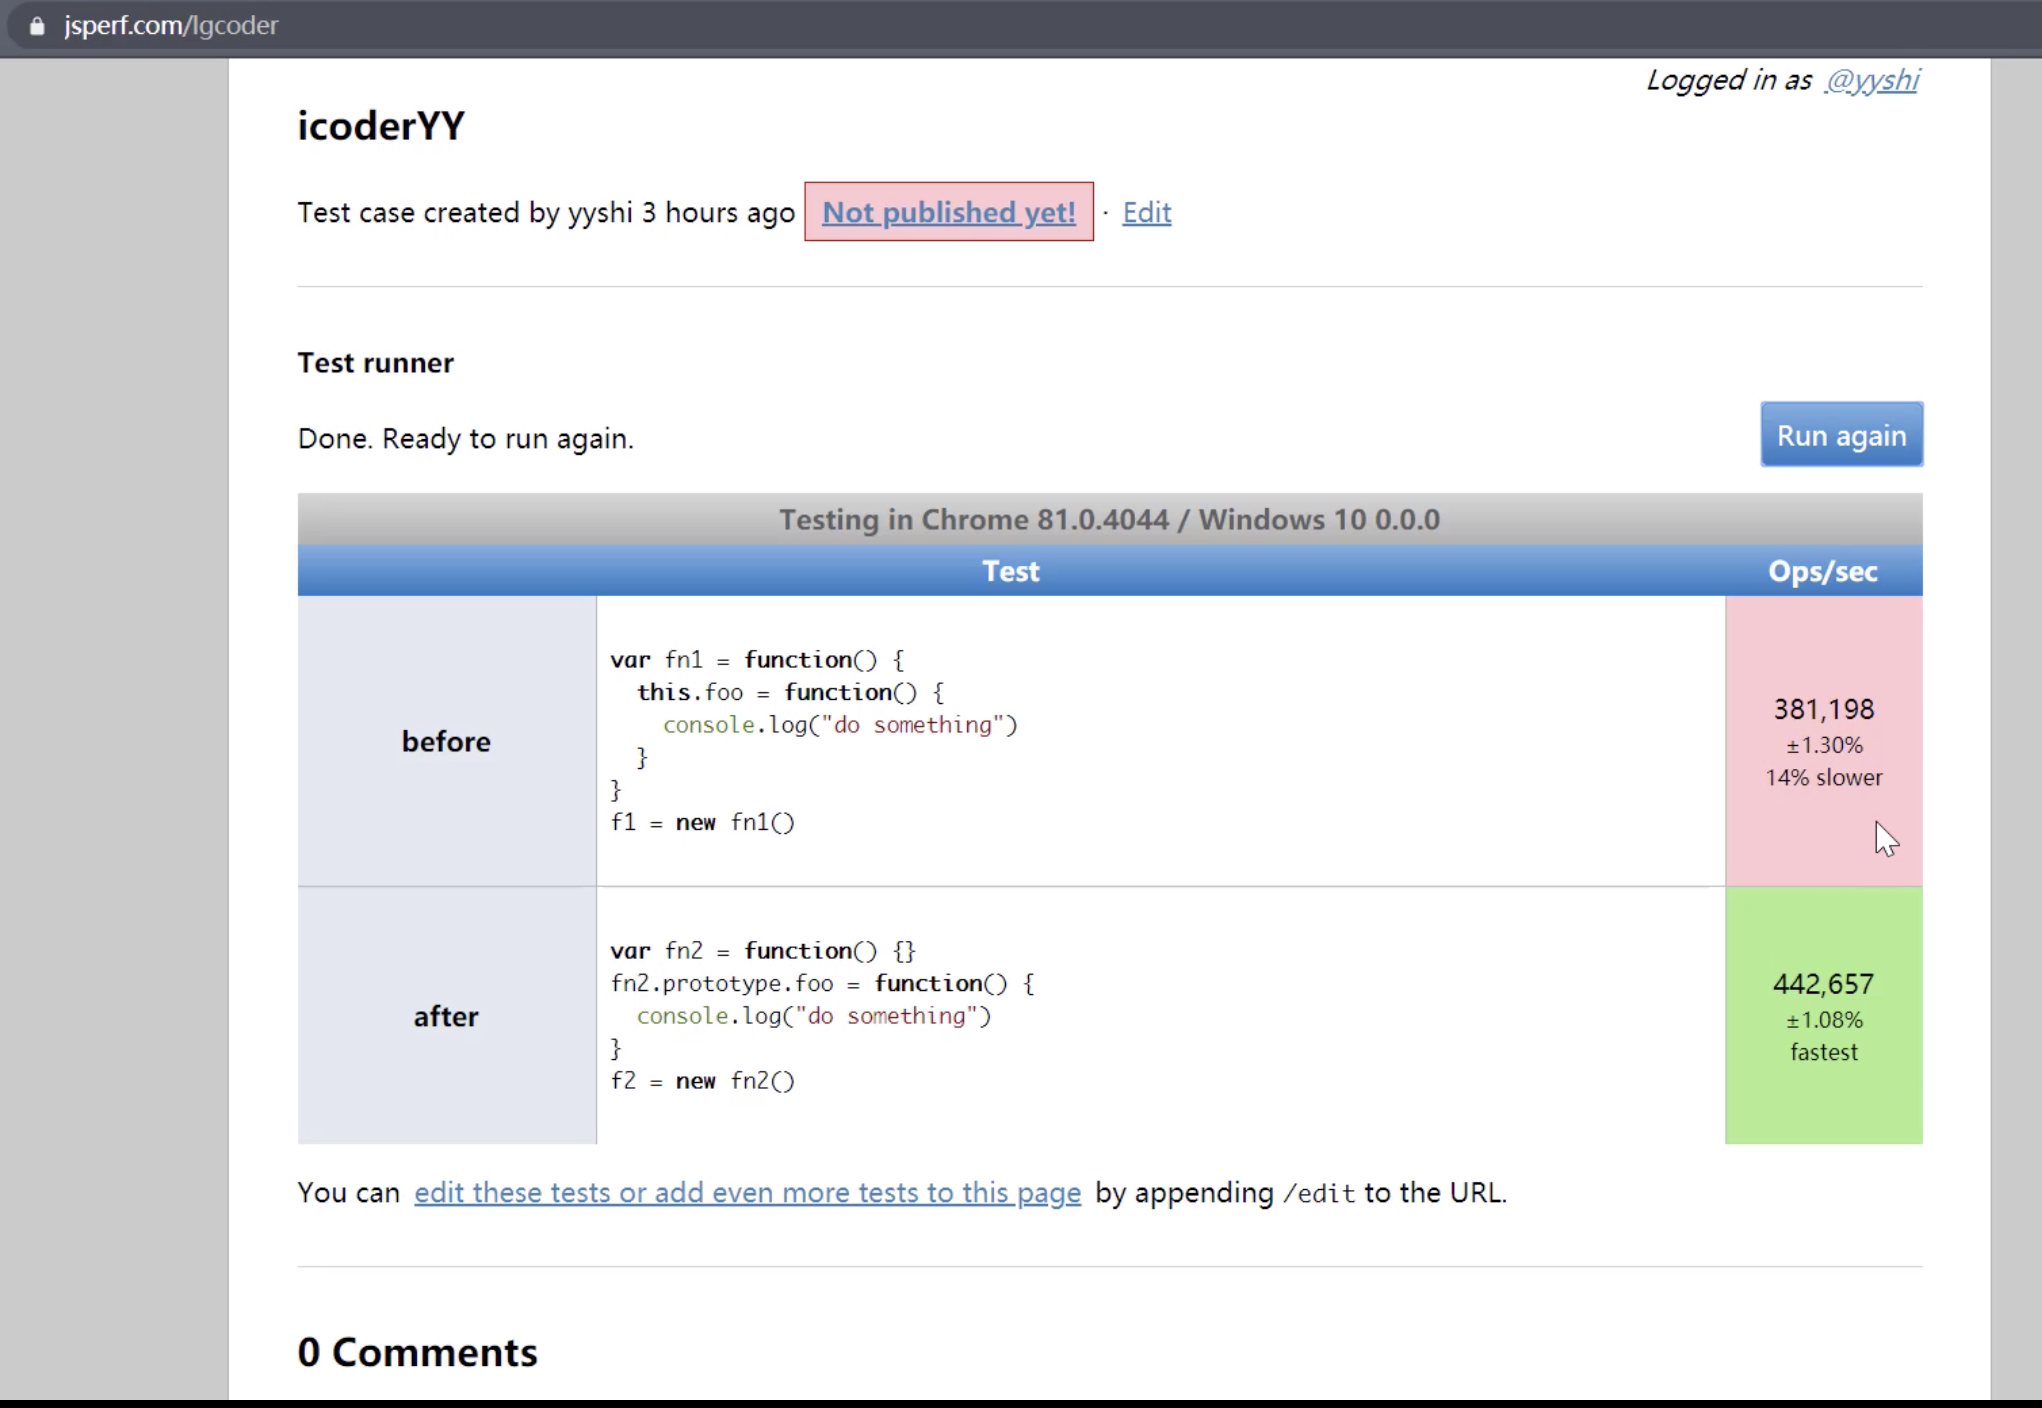 jsperf.com/lgcoder
Logged in as @yyshi
icoderYY
Test case created by yyshi 3 hours ago Not published yet! · Edit
Test runner
Done. Ready to run again.
Run again
Testing in Chrome 81.0.4044 / Windows 10 0.0.0
Test Ops/sec
before
var fn1 = function() {
  this.foo = function() {
    console.log("do something")
  }
}
f1 = new fn1()
381,198
±1.30%
14% slower
after
var fn2 = function() {}
fn2.prototype.foo = function() {
  console.log("do something")
}
f2 = new fn2()
442,657
±1.08%
fastest
You can edit these tests or add even more tests to this page by appending /edit to the URL.
0 Comments